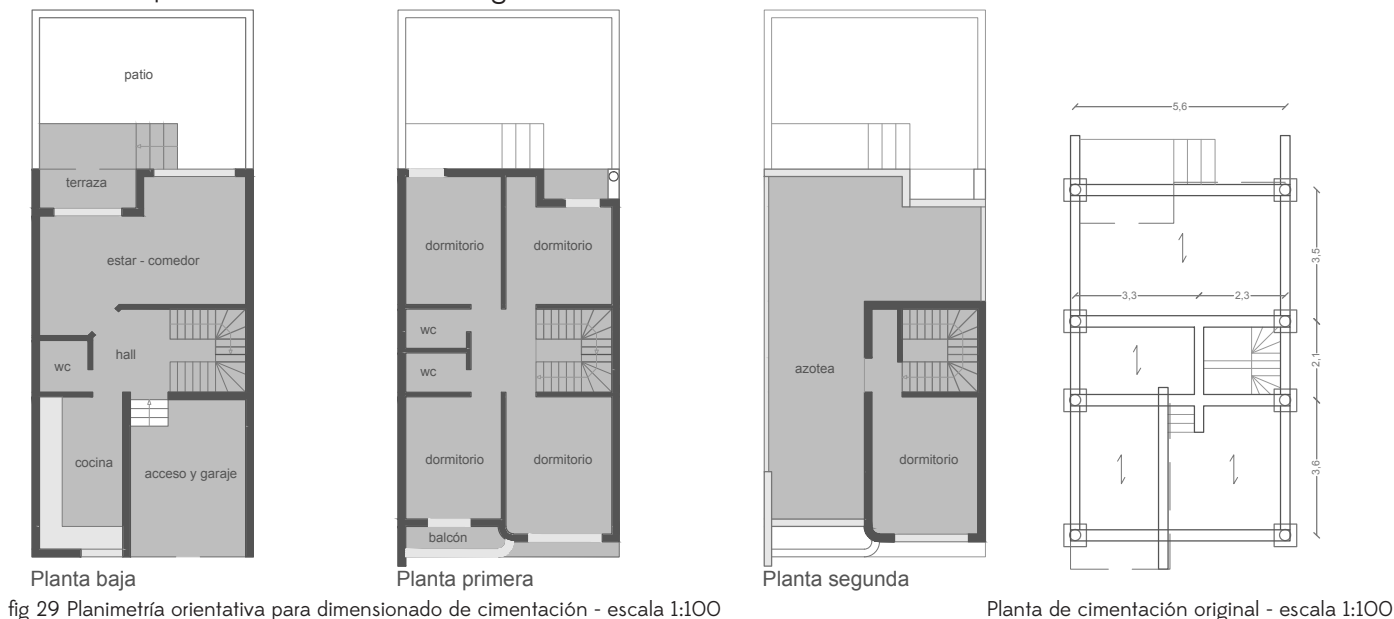 patio
terraza
estar - comedor
wc
hall
cocina
acceso y garaje
Planta baja
dormitorio
dormitorio
wc
wc
dormitorio
dormitorio
balcón
Planta primera
azotea
dormitorio
Planta segunda
5,6
3,5
3,3
2,3
2,1
3,6
fig 29 Planimetría orientativa para dimensionado de cimentación - escala 1:100
Planta de cimentación original - escala 1:100